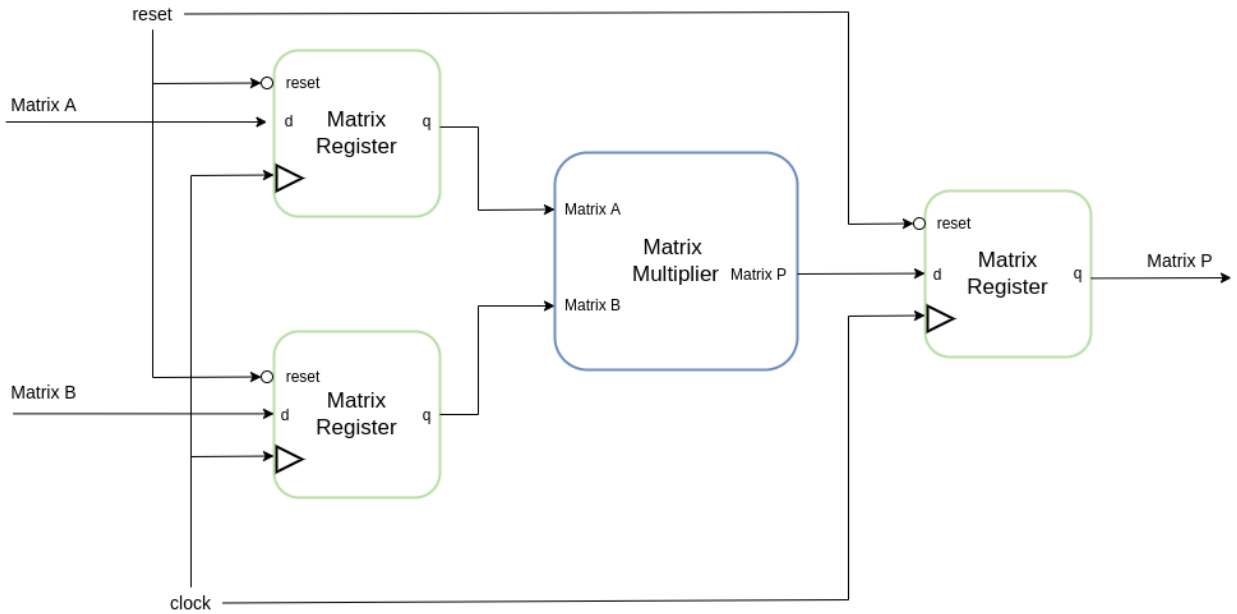 reset
reset
Matrix A
d
Matrix
Register
q
Matrix A
Matrix
Multiplier
Matrix P
Matrix B
reset
d
Matrix
Register
q
Matrix P
reset
Matrix B
d
Matrix
Register
q
clock